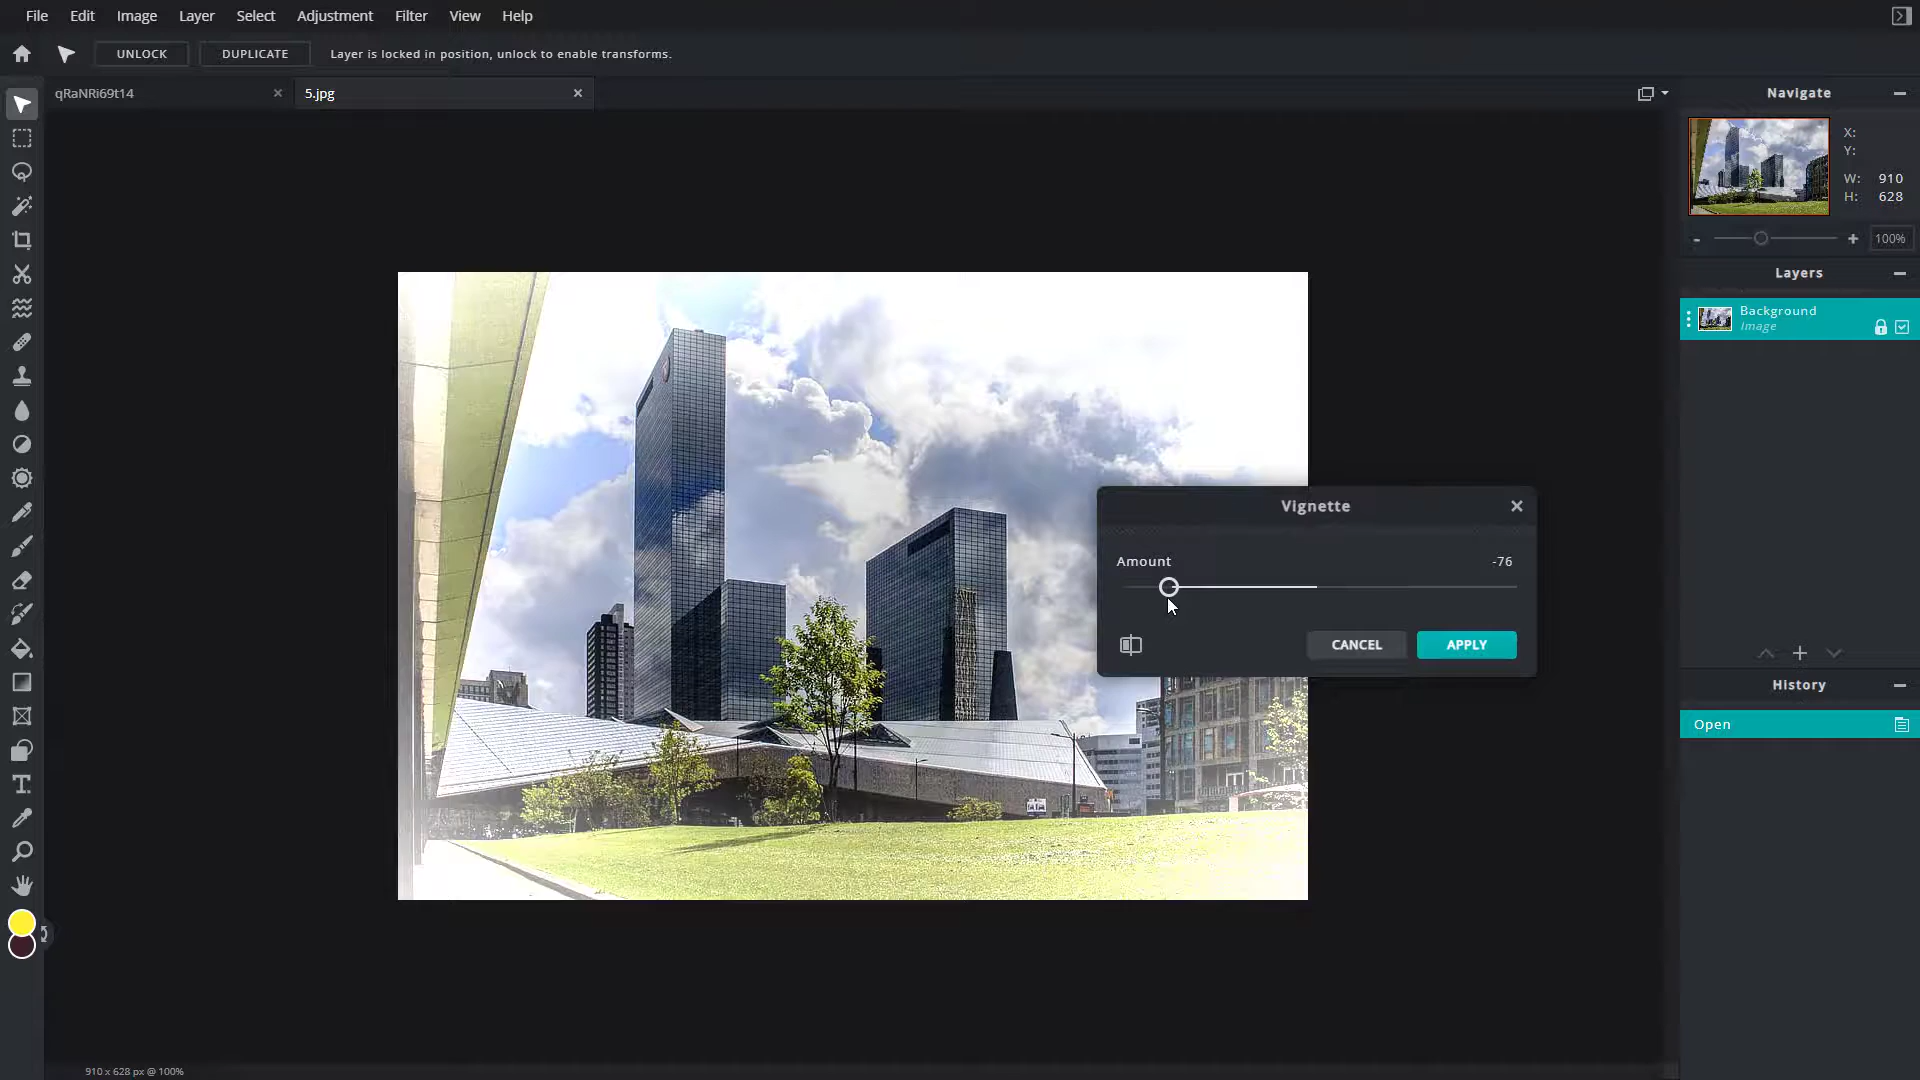 File Edit Image Layer Select Adjustment Filter View Help
UNLOCK DUPLICATE Layer is locked in position, unlock to enable transforms.
qRaNRi69t14 5.jpg
Navigate
X:
Y:
W: 910
H: 628
- + 100%
Layers
Background
Image
Vignette
Amount -76
CANCEL APPLY
History
Open
910 x 628 px @ 100%